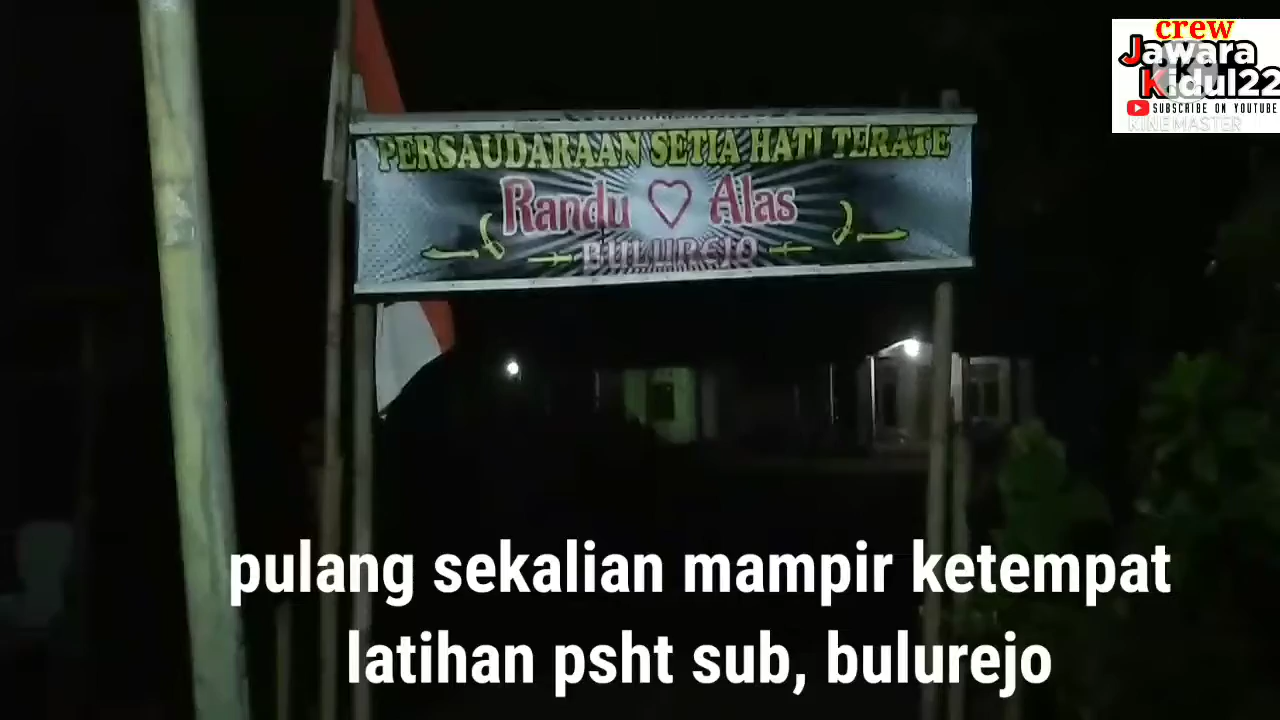 crew
Jawara
Kidul22
SUBSCRIBE ON YOUTUBE
KINEMASTER
PERSAUDARAAN SETIA HATI TERATE
Randu Alas
BULUREJO
pulang sekalian mampir ketempat
latihan psht sub, bulurejo